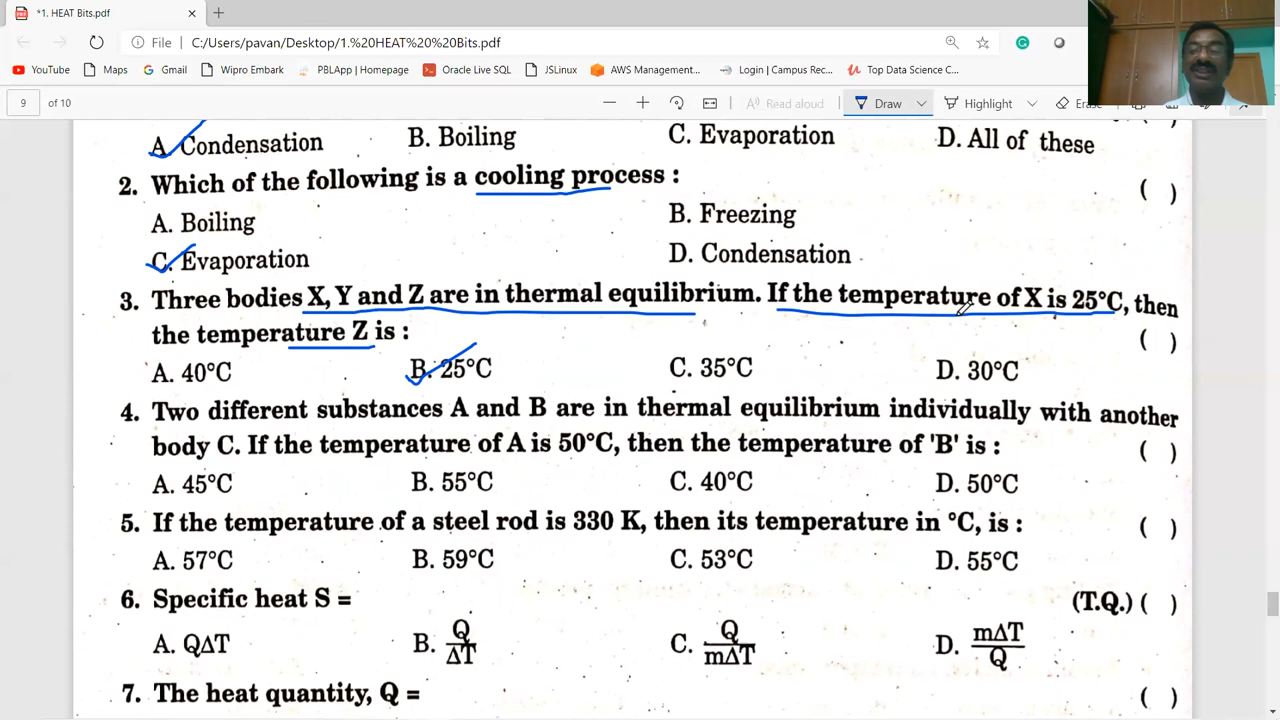 *1. HEAT Bits.pdf
File | C:/Users/pavan/Desktop/1.%20HEAT%20%20Bits.pdf
YouTube Maps Gmail Wipro Embark PBLApp | Homepage Oracle Live SQL JSLinux AWS Management... Login | Campus Rec... Top Data Science C...
9 of 10 Read aloud Draw Highlight Erase
A. Condensation B. Boiling C. Evaporation D. All of these
2. Which of the following is a cooling process : ( )
A. Boiling B. Freezing
C. Evaporation D. Condensation
3. Three bodies X, Y and Z are in thermal equilibrium. If the temperature of X is 25°C, then
the temperature Z is : ( )
A. 40°C B. 25°C C. 35°C D. 30°C
4. Two different substances A and B are in thermal equilibrium individually with another
body C. If the temperature of A is 50°C, then the temperature of 'B' is : ( )
A. 45°C B. 55°C C. 40°C D. 50°C
5. If the temperature of a steel rod is 330 K, then its temperature in °C, is : ( )
A. 57°C B. 59°C C. 53°C D. 55°C
6. Specific heat S = (T.Q.) ( )
A. QΔT B. Q/ΔT C. Q/mΔT D. mΔT/Q
7. The heat quantity, Q = ( )